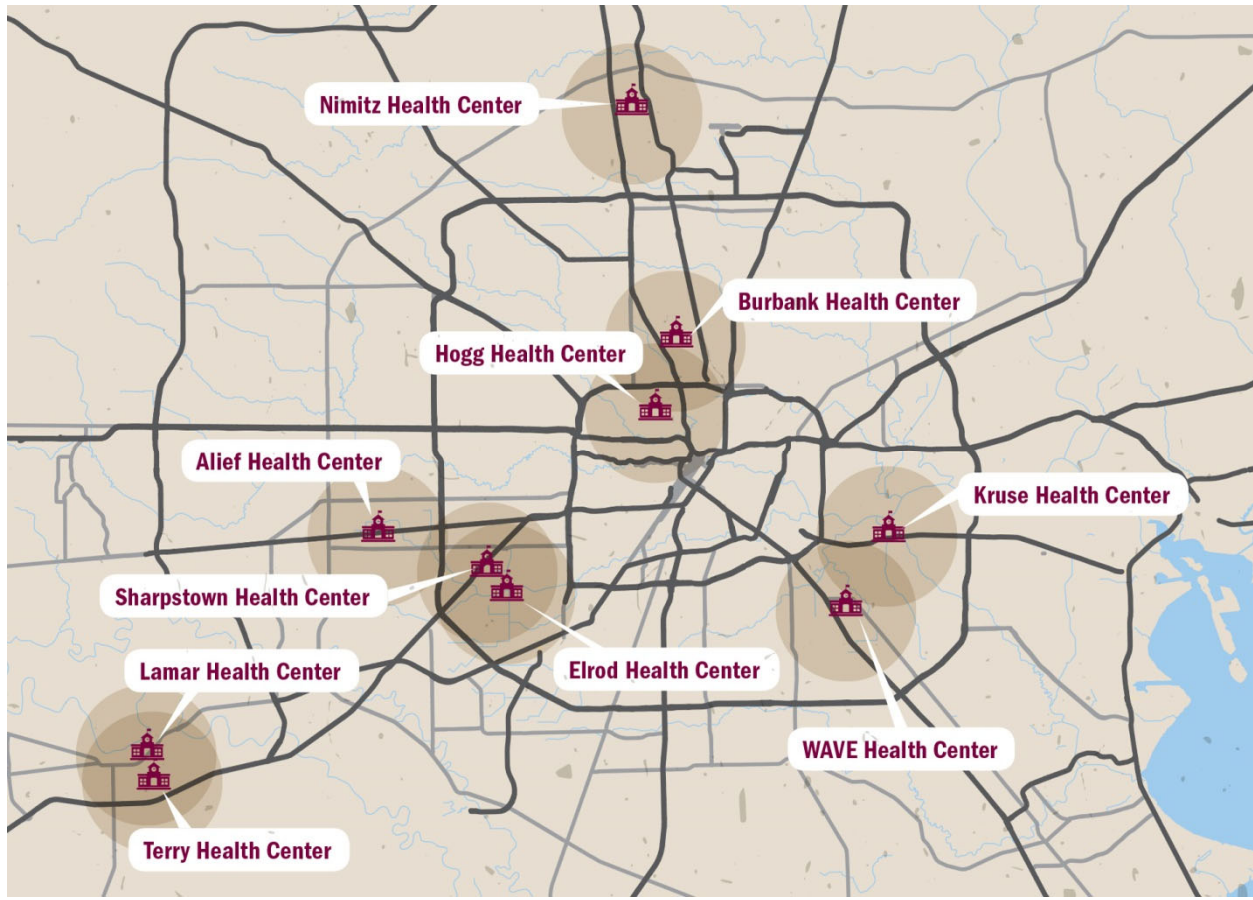 Nimitz Health Center
Burbank Health Center
Hogg Health Center
Alief Health Center
Kruse Health Center
Sharpstown Health Center
Elrod Health Center
Lamar Health Center
WAVE Health Center
Terry Health Center